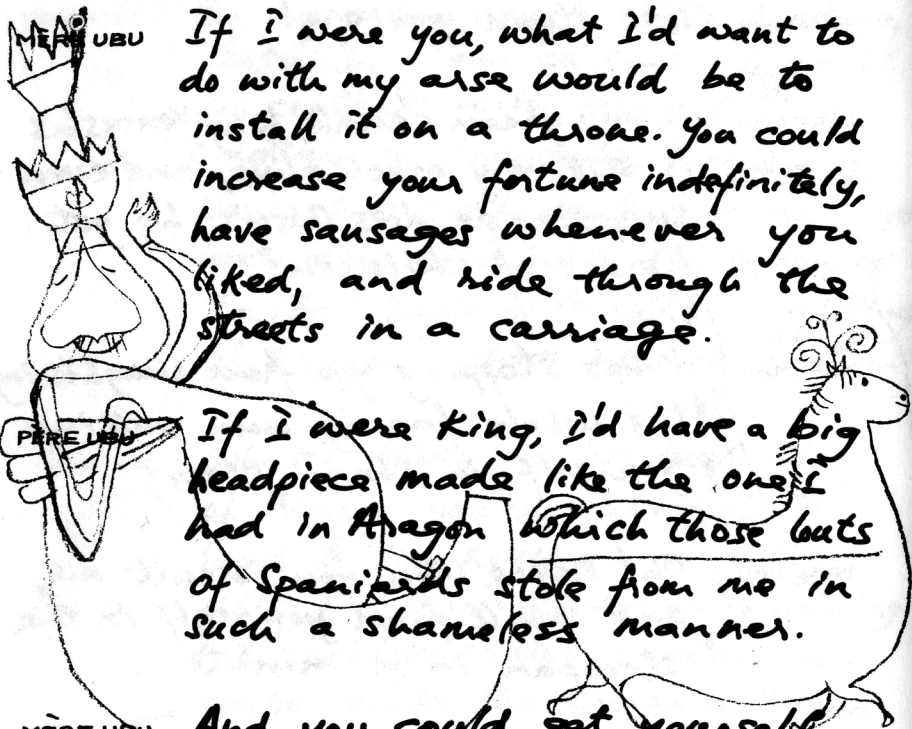 MÈRE UBU If I were you, what I'd want to
do with my arse would be to
install it on a throne. You could
increase your fortune indefinitely,
have sausages whenever you
liked, and ride through the
streets in a carriage.
PÈRE UBU If I were King, I'd have a big
headpiece made like the one I
had in Aragon which those louts
of Spaniards stole from me in
such a shameless manner.
MÈRE UBU And you could get yourself